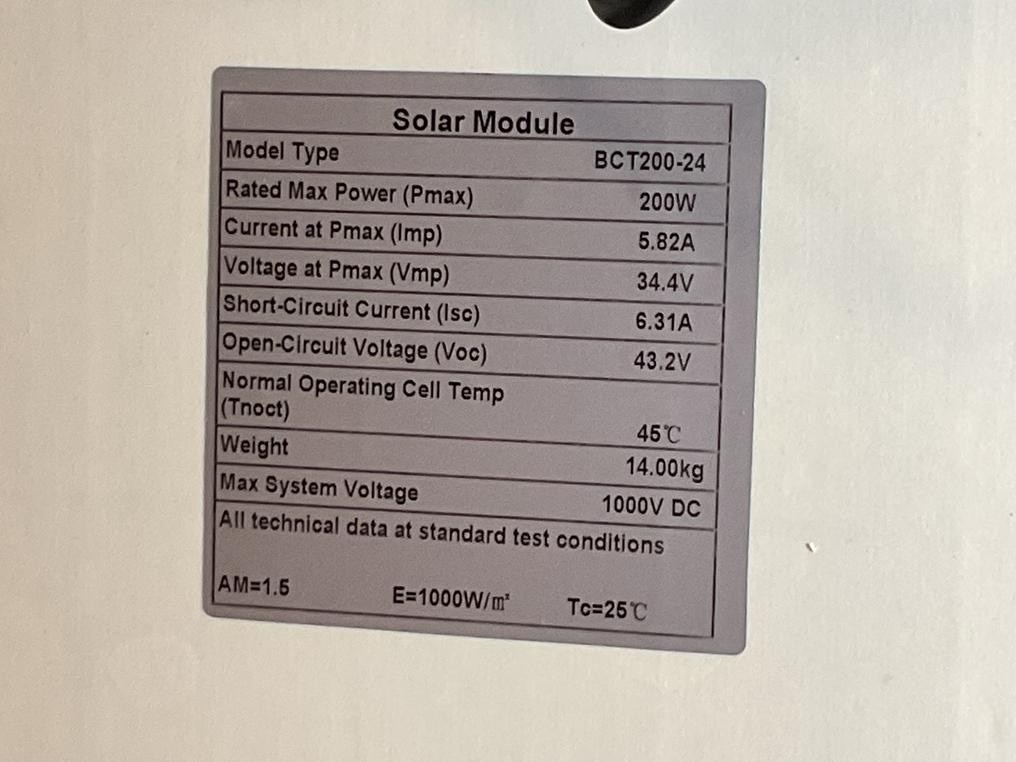 Solar Module
Model Type BCT200-24
Rated Max Power (Pmax) 200W
Current at Pmax (Imp) 5.82A
Voltage at Pmax (Vmp) 34.4V
Short-Circuit Current (Isc) 6.31A
Open-Circuit Voltage (Voc) 43.2V
Normal Operating Cell Temp
(Tnoct) 45℃
Weight 14.00kg
Max System Voltage 1000V DC
All technical data at standard test conditions
AM=1.5 E=1000W/m² Tc=25℃